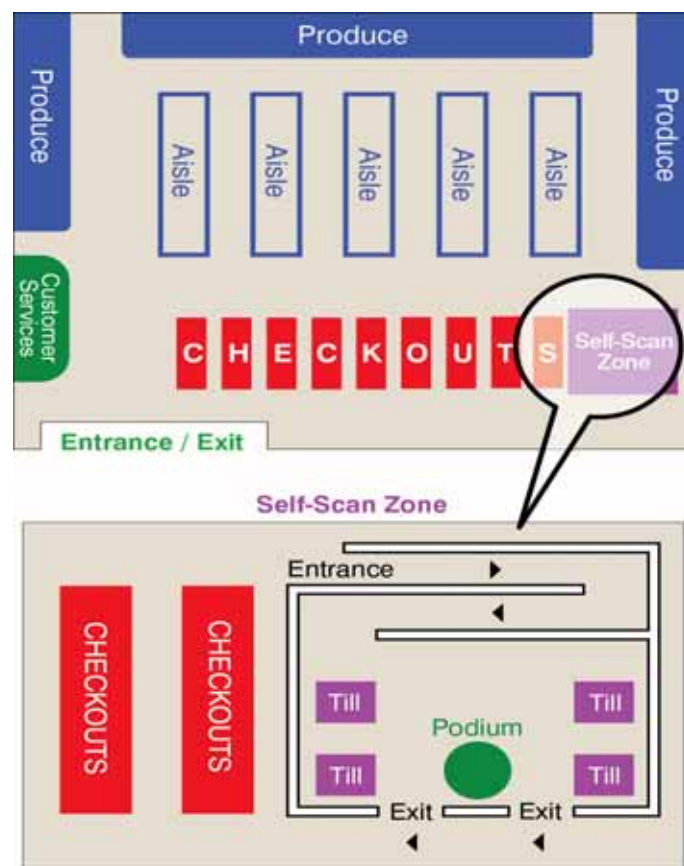 Produce
Produce
Produce
Aisle
Aisle
Aisle
Aisle
Aisle
Customer
Services
C H E C K O U T S
Self-Scan
Zone
Entrance / Exit
Self-Scan Zone
Entrance
CHECKOUTS
CHECKOUTS
Till
Till
Podium
Till
Till
Exit
Exit